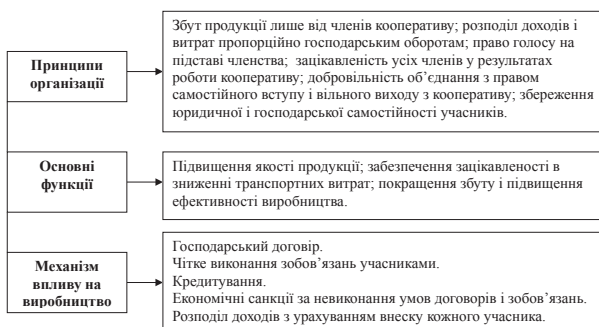 Збут продукції лише від членів кооперативу; розподіл доходів і
витрат пропорційно господарським оборотам; право голосу на
підставі членства; зацікавленість усіх членів у результатах
роботи кооперативу; добровільність об’єднання з правом
самостійного вступу і вільного виходу з кооперативу; збереження
юридичної і господарської самостійності учасників.
Принципи
організації
Основні
функції
Підвищення якості продукції; забезпечення зацікавленості в
зниженні транспортних витрат; покращення збуту і підвищення
ефективності виробництва.
Механізм
впливу на
виробництво
Господарський договір.
Чітке виконання зобов’язань учасниками.
Кредитування.
Економічні санкції за невиконання умов договорів і зобов’язань.
Розподіл доходів з урахуванням внеску кожного учасника.